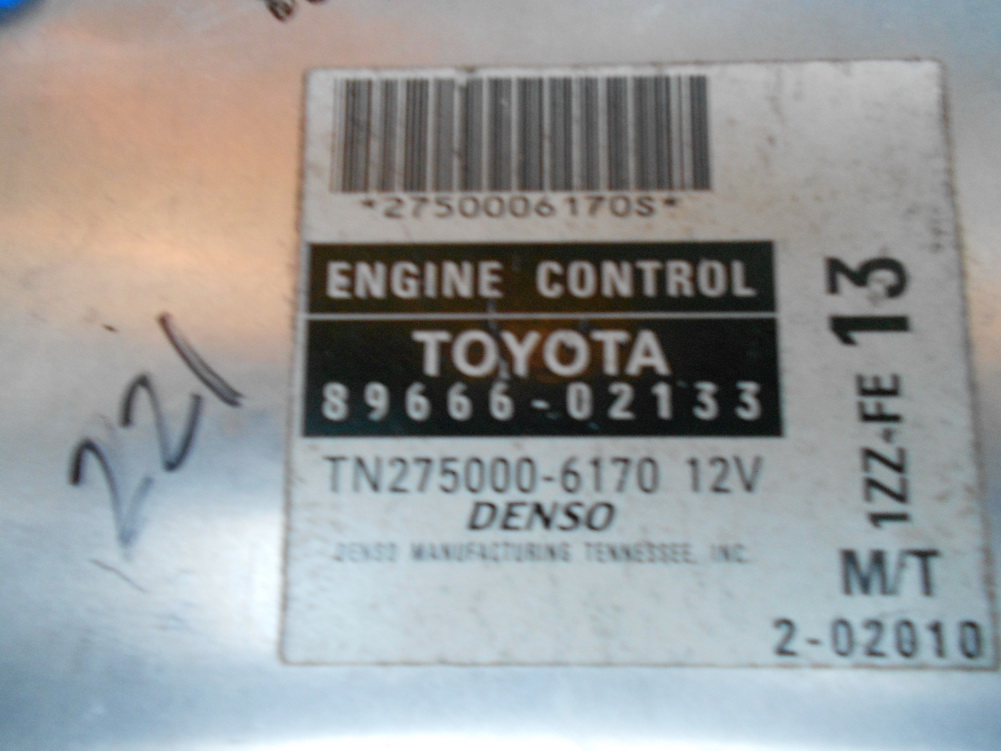 *2750006170S*
ENGINE CONTROL
TOYOTA
89666-02133
TN275000-6170 12V
DENSO
DENSO MANUFACTURING TENNESSEE, INC.
1ZZ-FE 13
M/T
2-02010
221